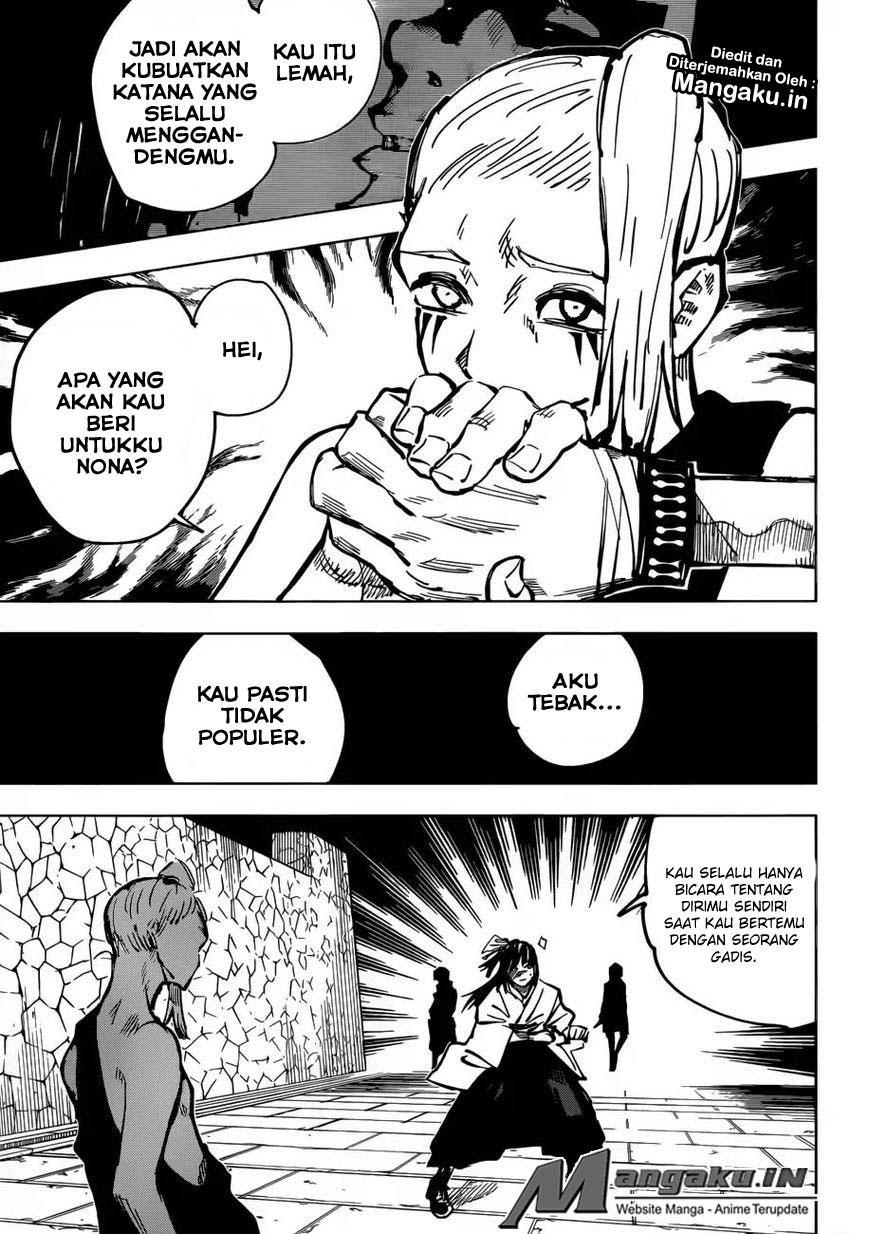 KAU ITU
LEMAH,
JADI AKAN
KUBUATKAN
KATANA YANG
SELALU
MENGGAN-
DENGMU.
Diedit dan
Diterjemahkan Oleh :
Mangaku.in
HEI,
APA YANG
AKAN KAU
BERI
UNTUKKU
NONA?
AKU
TEBAK...
KAU PASTI
TIDAK
POPULER.
KAU SELALU HANYA
BICARA TENTANG
DIRIMU SENDIRI
SAAT KAU BERTEMU
DENGAN SEORANG
GADIS.
Mangaku.IN
Website Manga - Anime Terupdate